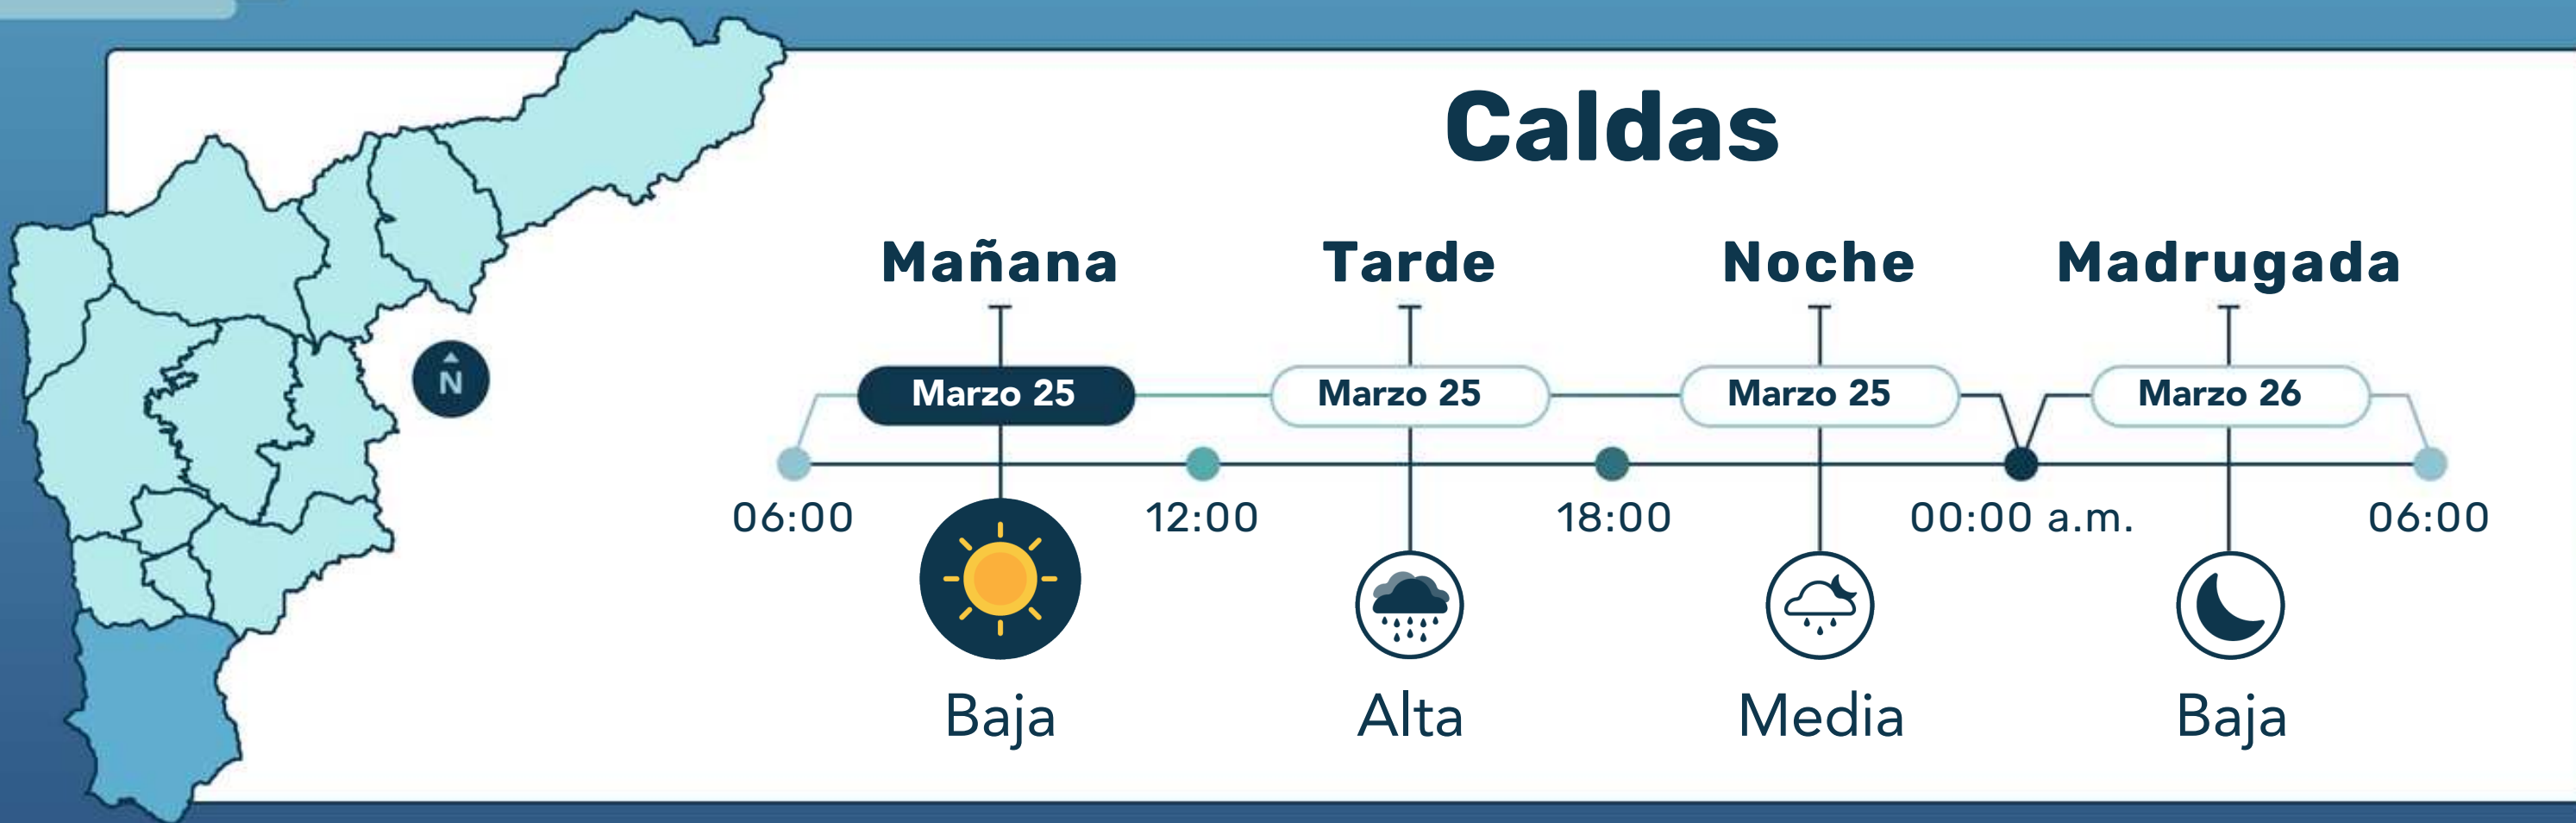 Caldas
Mañana Tarde Noche Madrugada
N
Marzo 25 Marzo 25 Marzo 25 Marzo 26
06:00 12:00 18:00 00:00 a.m. 06:00
Baja Alta Media Baja